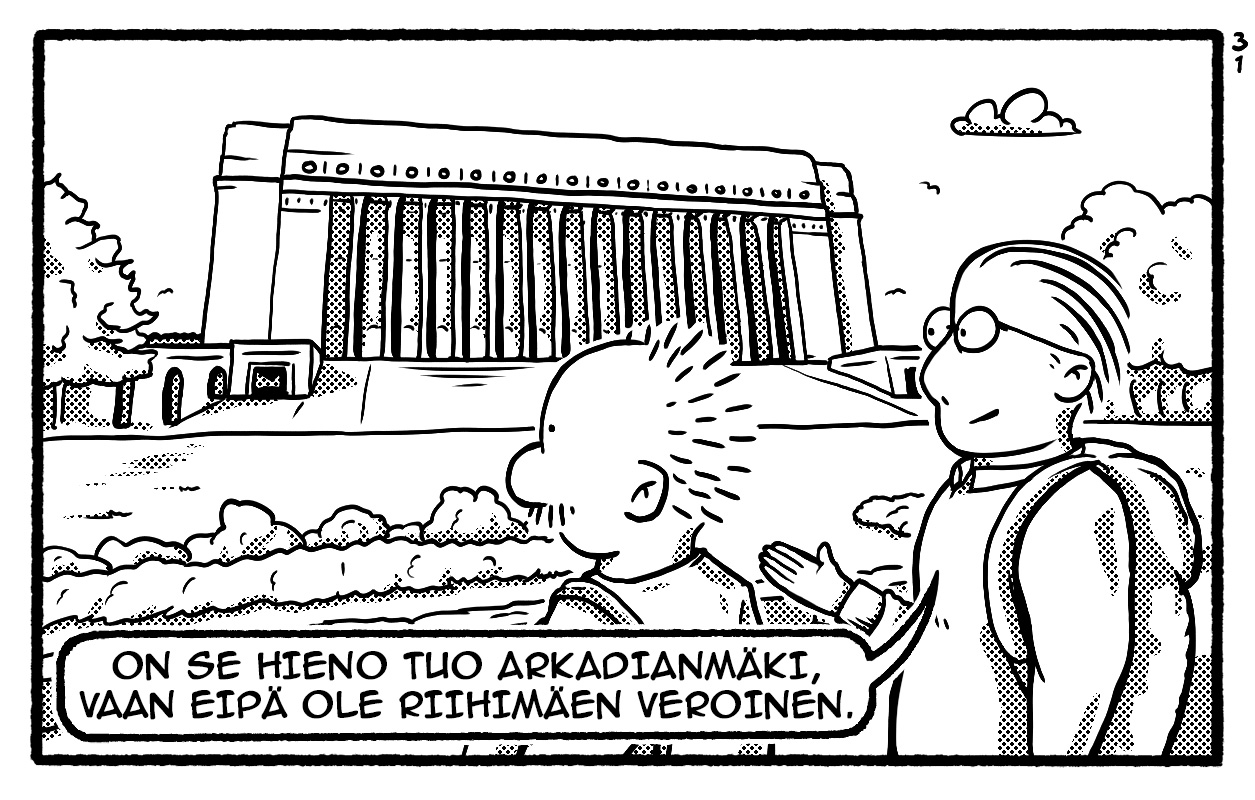 3
1
ON SE HIENO TUO ARKADIANMÄKI,
VAAN EIPÄ OLE RIIHIMÄEN VEROINEN.